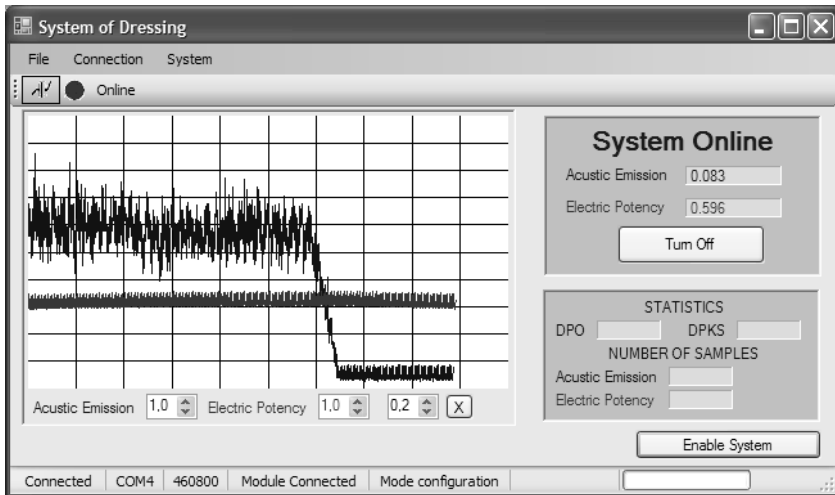 System of Dressing
File Connection System
Online
System Online
Acustic Emission 0.083
Electric Potency 0.596
Turn Off
STATISTICS
DPO DPKS
NUMBER OF SAMPLES
Acustic Emission
Electric Potency
Acustic Emission 1,0 Electric Potency 1,0 0,2 X
Enable System
Connected COM4 460800 Module Connected Mode configuration